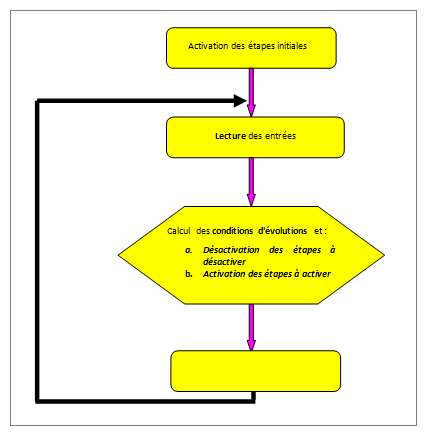 Activation des étapes initiales
Lecture des entrées
Calcul des conditions d'évolutions et :
a. Désactivation des étapes à
désactiver
b. Activation des étapes à activer